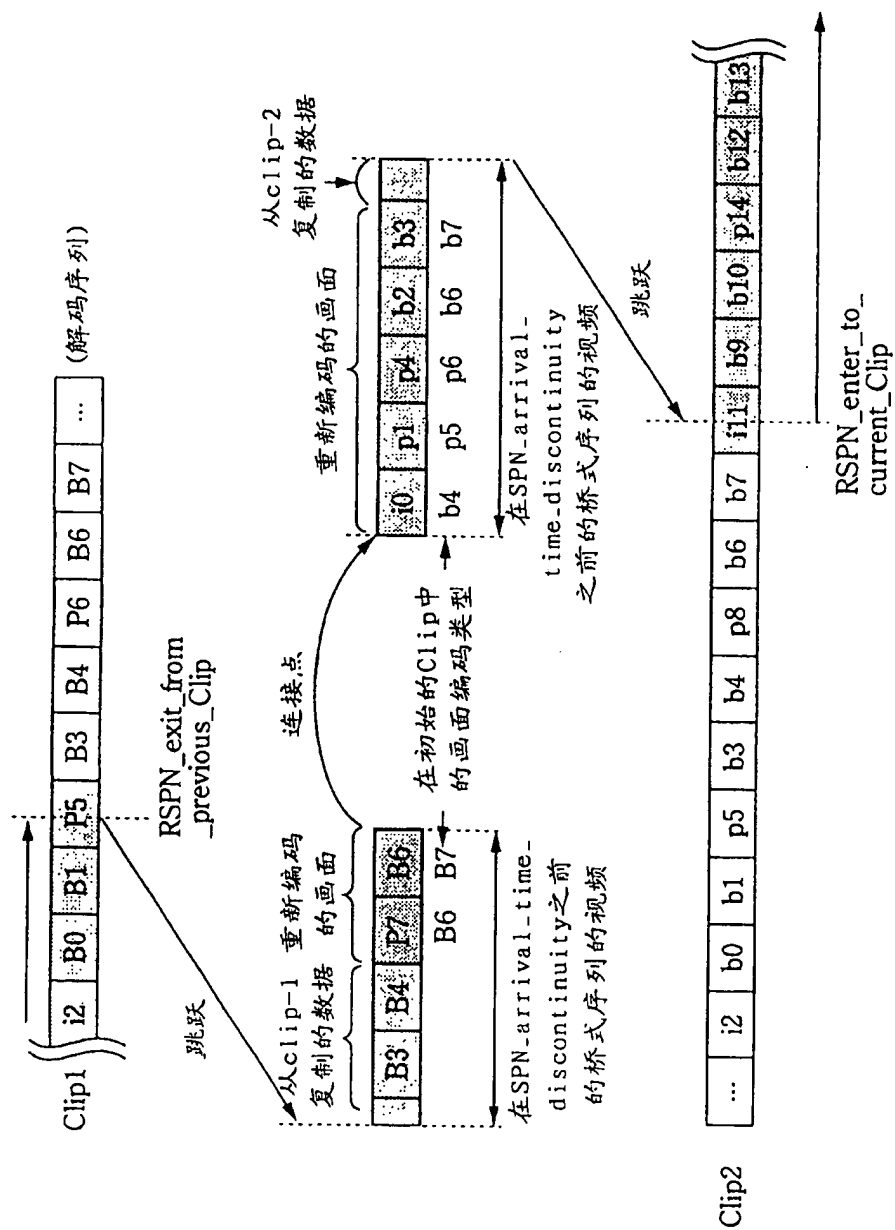 Clip1
i2 B0 B1 P5 B3 B4 P6 B6 B7 ... (解码序列)
RSPN_exit_from
_previous_Clip
跳跃
从clip-1
复制的数据
重新编码
的画面
连接点
重新编码的画面
从clip-2
复制的数据
B3 B4 P7 B6
i0 p1 p4 b2 b3
B6 B7
b4 p5 p6 b6 b7
在初始的Clip中
的画面编码类型
在SPN_arrival_time_
discontinuity之前
的桥式序列的视频
在SPN_arrival_
time_discontinuity
之前的桥式序列的视频
跳跃
Clip2
... i2 b0 b1 p5 b3 b4 p8 b6 b7 i11 b9 b10 p14 b12 b13
RSPN_enter_to_
current_Clip